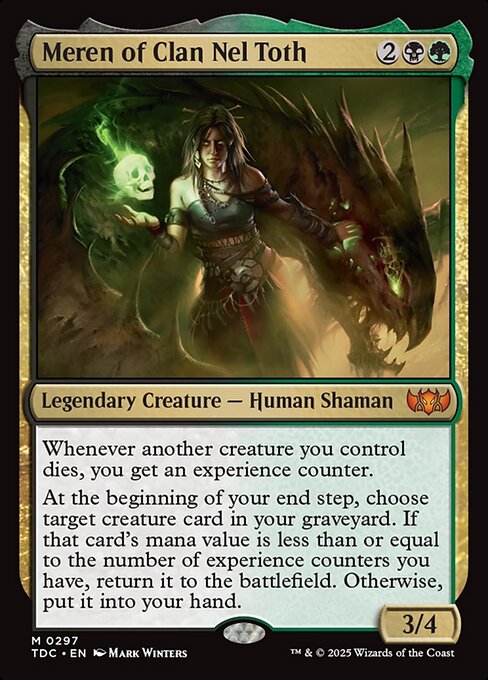 Meren of Clan Nel Toth 2
Legendary Creature — Human Shaman
Whenever another creature you control
dies, you get an experience counter.
At the beginning of your end step, choose
target creature card in your graveyard. If
that card's mana value is less than or equal
to the number of experience counters you
have, return it to the battlefield. Otherwise,
put it into your hand.
3/4
M 0297
TDC • EN Mark Winters ™ & © 2025 Wizards of the Coast